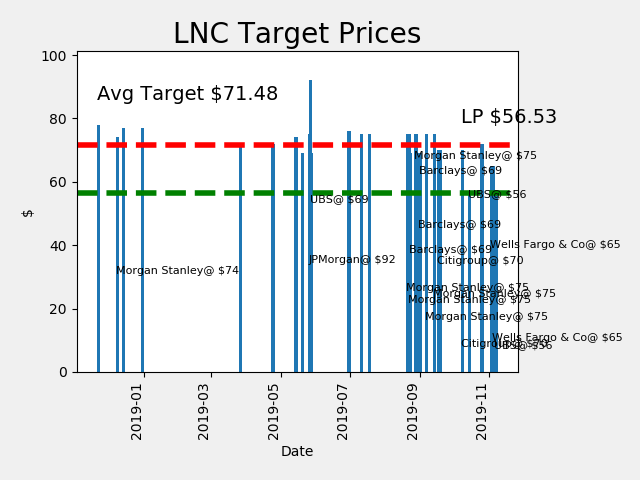 LNC Target Prices
100
80
60
40
20
0
$
Avg Target $71.48
LP $56.53
Morgan Stanley@ $75
Barclays@ $69
UBS@ $69
UBS@ $56
Barclays@ $69
Wells Fargo & Co@ $65
Barclays@ $69
JPMorgan@ $92
Citigroup@ $70
Morgan Stanley@ $74
Morgan Stanley@ $75
Morgan Stanley@ $75
Morgan Stanley@ $75
Morgan Stanley@ $75
Wells Fargo & Co@ $65
Citigroup@ $70
UBS@ $56
2019-01
2019-03
2019-05
2019-07
2019-09
2019-11
Date